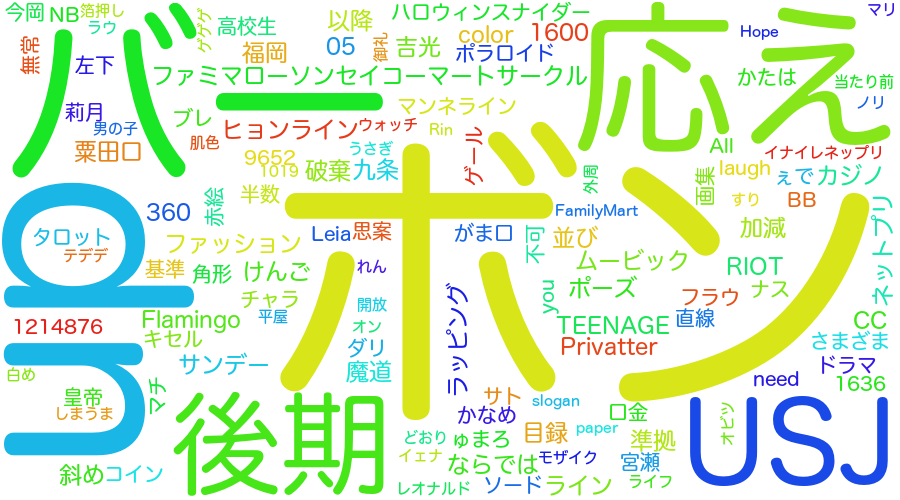 今岡 NB 箔押し ラウ ゲゲゲ 高校生 以降 ハロウィンスナイダー Hope マリ
無常 左下 バー 福岡 05 御礼 吉光 color ポラロイド 1600 応え かたは 当たり前 ノリ
ファミマローソンセイコーマートサークル
莉月 男の子 ブレ マンネライン
粟田口 肌色 ヒョンライン ウォッチ Rin ゲール All イナイレネップリ
9652 1019 うさぎ 破棄 九条 外周 画集 laugh ぇで カジノ
半数 赤絵 360 ボン FamilyMart すり BB
タロット テデデ ファッション Leia 思案 がま口 不可 並び 加減 ネットプリ
基準 角形 けんご れん ムービック RIOT
チャラ 開放 you ポーズ フラウ ナス
1214876 Flamingo 平屋 オン ラッピング TEENAGE 直線 CC
キセル ダリ Privatter さまざま
サンデー 魔道 ドラマ
白め 皇帝 マチ サト slogan need 1636
しまうま 後期 かなめ 口金 USJ オビツ
どおり ゅまろ 目録 paper 準拠
斜め コイン イェナ ならでは モザイク 宮瀬
レオナルド ソード ライン ライフ